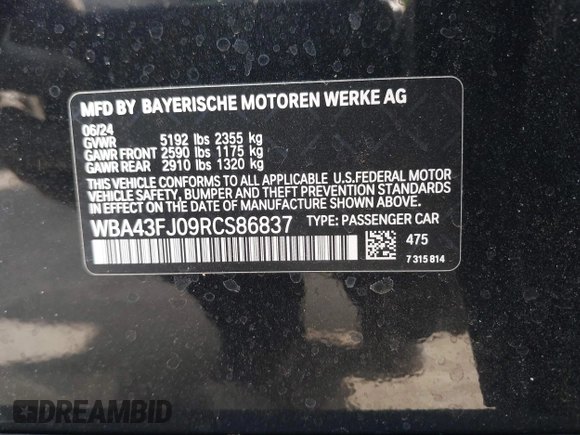 MFD BY BAYERISCHE MOTOREN WERKE AG
06/24
GVWR 5192 lbs 2355 kg
GAWR FRONT 2590 lbs 1175 kg
GAWR REAR 2910 lbs 1320 kg
THIS VEHICLE CONFORMS TO ALL APPLICABLE U.S.FEDERAL MOTOR
VEHICLE SAFETY, BUMPER AND THEFT PREVENTION STANDARDS
IN EFFECT ON THE DATE OF MANUFACTURE SHOWN ABOVE.
WBA43FJ09RCS86837 TYPE: PASSENGER CAR
475
7 315 814
DREAMBID